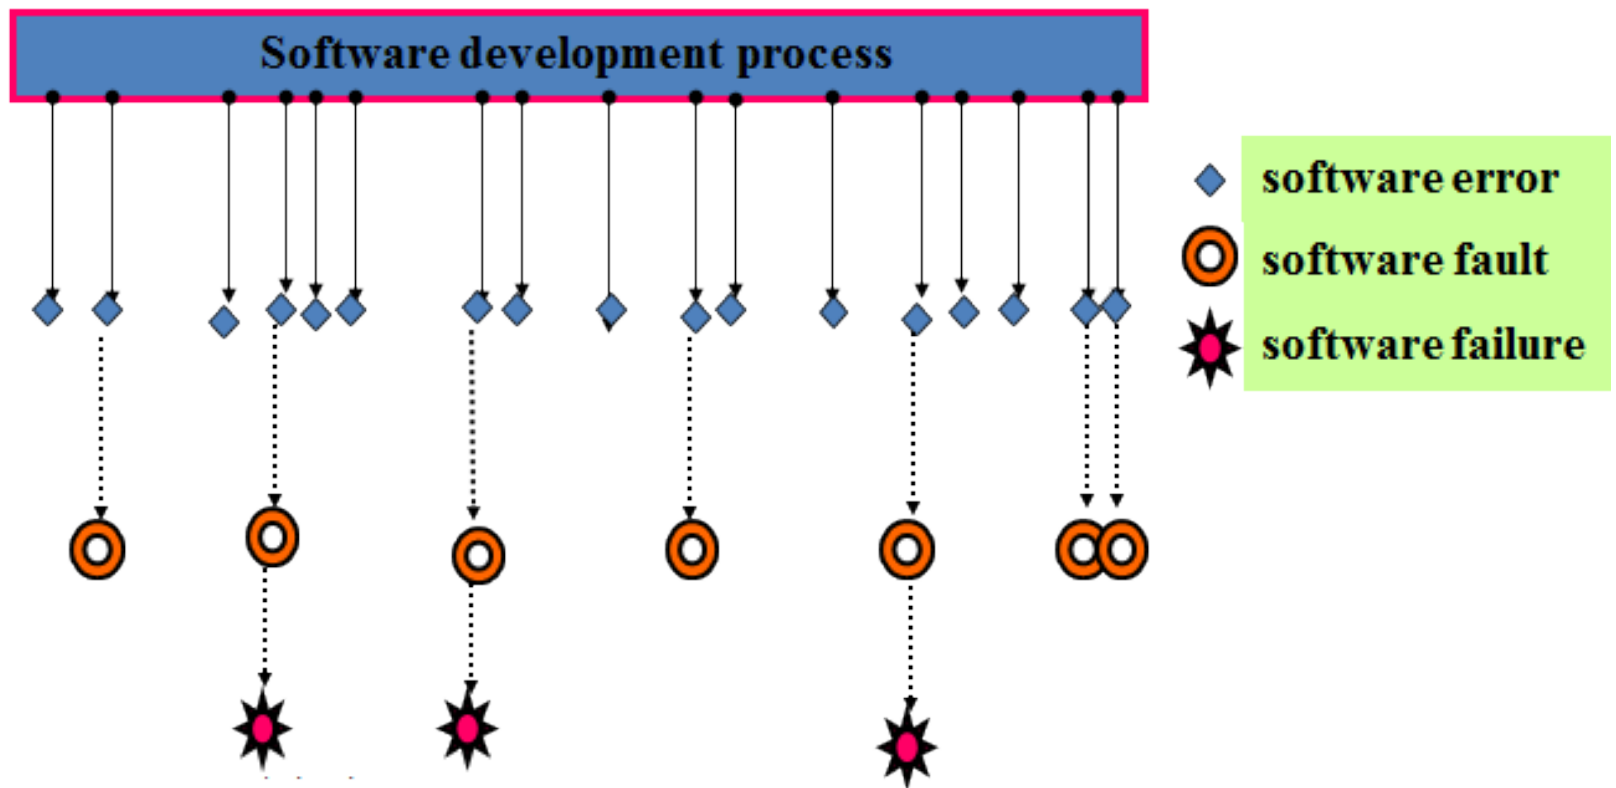 Software development process
software error
software fault
software failure